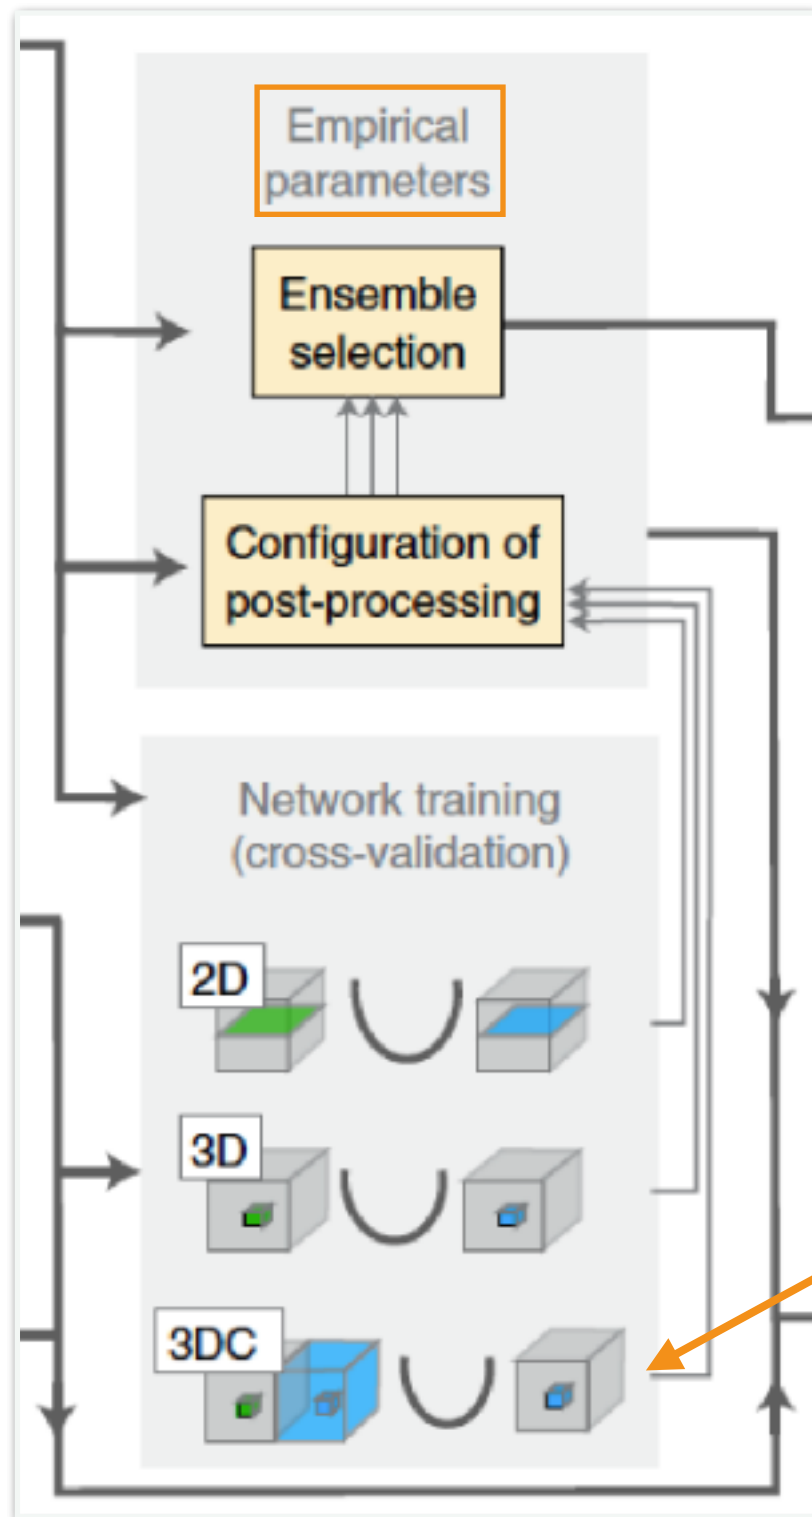 Empirical
parameters
Ensemble
selection
Configuration of
post-processing
Network training
(cross-validation)
2D
3D
3DC